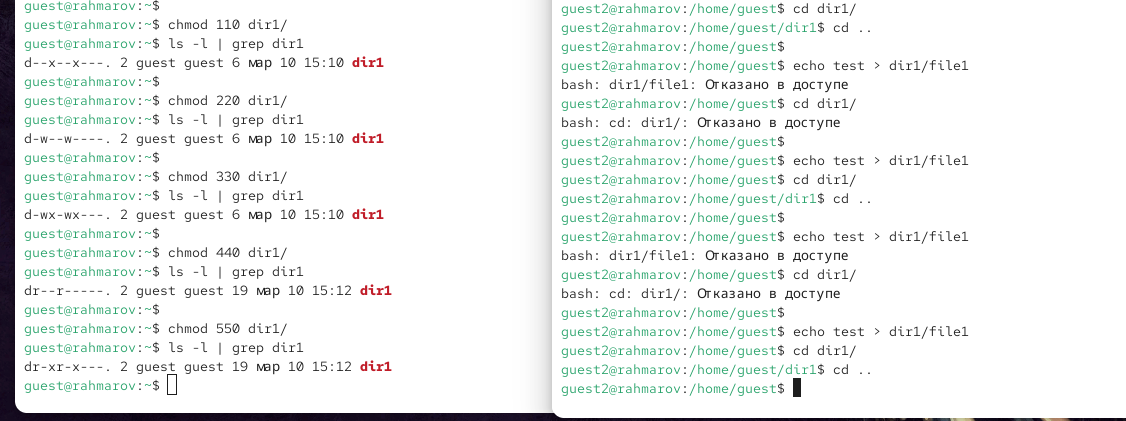 guest@rahmarov:~$
guest@rahmarov:~$ chmod 110 dir1/
guest@rahmarov:~$ ls -l | grep dir1
d--x--x---. 2 guest guest 6 мар 10 15:10 dir1
guest@rahmarov:~$
guest@rahmarov:~$ chmod 220 dir1/
guest@rahmarov:~$ ls -l | grep dir1
d-w--w----. 2 guest guest 6 мар 10 15:10 dir1
guest@rahmarov:~$
guest@rahmarov:~$ chmod 330 dir1/
guest@rahmarov:~$ ls -l | grep dir1
d-wx-wx---. 2 guest guest 6 мар 10 15:10 dir1
guest@rahmarov:~$
guest@rahmarov:~$ chmod 440 dir1/
guest@rahmarov:~$ ls -l | grep dir1
dr--r-----. 2 guest guest 19 мар 10 15:12 dir1
guest@rahmarov:~$
guest@rahmarov:~$ chmod 550 dir1/
guest@rahmarov:~$ ls -l | grep dir1
dr-xr-x---. 2 guest guest 19 мар 10 15:12 dir1
guest@rahmarov:~$
guest2@rahmarov:/home/guest$ cd dir1/
guest2@rahmarov:/home/guest/dir1$ cd ..
guest2@rahmarov:/home/guest$
guest2@rahmarov:/home/guest$ echo test > dir1/file1
bash: dir1/file1: Отказано в доступе
guest2@rahmarov:/home/guest$ cd dir1/
bash: cd: dir1/: Отказано в доступе
guest2@rahmarov:/home/guest$
guest2@rahmarov:/home/guest$ echo test > dir1/file1
guest2@rahmarov:/home/guest$ cd dir1/
guest2@rahmarov:/home/guest/dir1$ cd ..
guest2@rahmarov:/home/guest$
guest2@rahmarov:/home/guest$ echo test > dir1/file1
bash: dir1/file1: Отказано в доступе
guest2@rahmarov:/home/guest$ cd dir1/
bash: cd: dir1/: Отказано в доступе
guest2@rahmarov:/home/guest$
guest2@rahmarov:/home/guest$ echo test > dir1/file1
guest2@rahmarov:/home/guest$ cd dir1/
guest2@rahmarov:/home/guest/dir1$ cd ..
guest2@rahmarov:/home/guest$